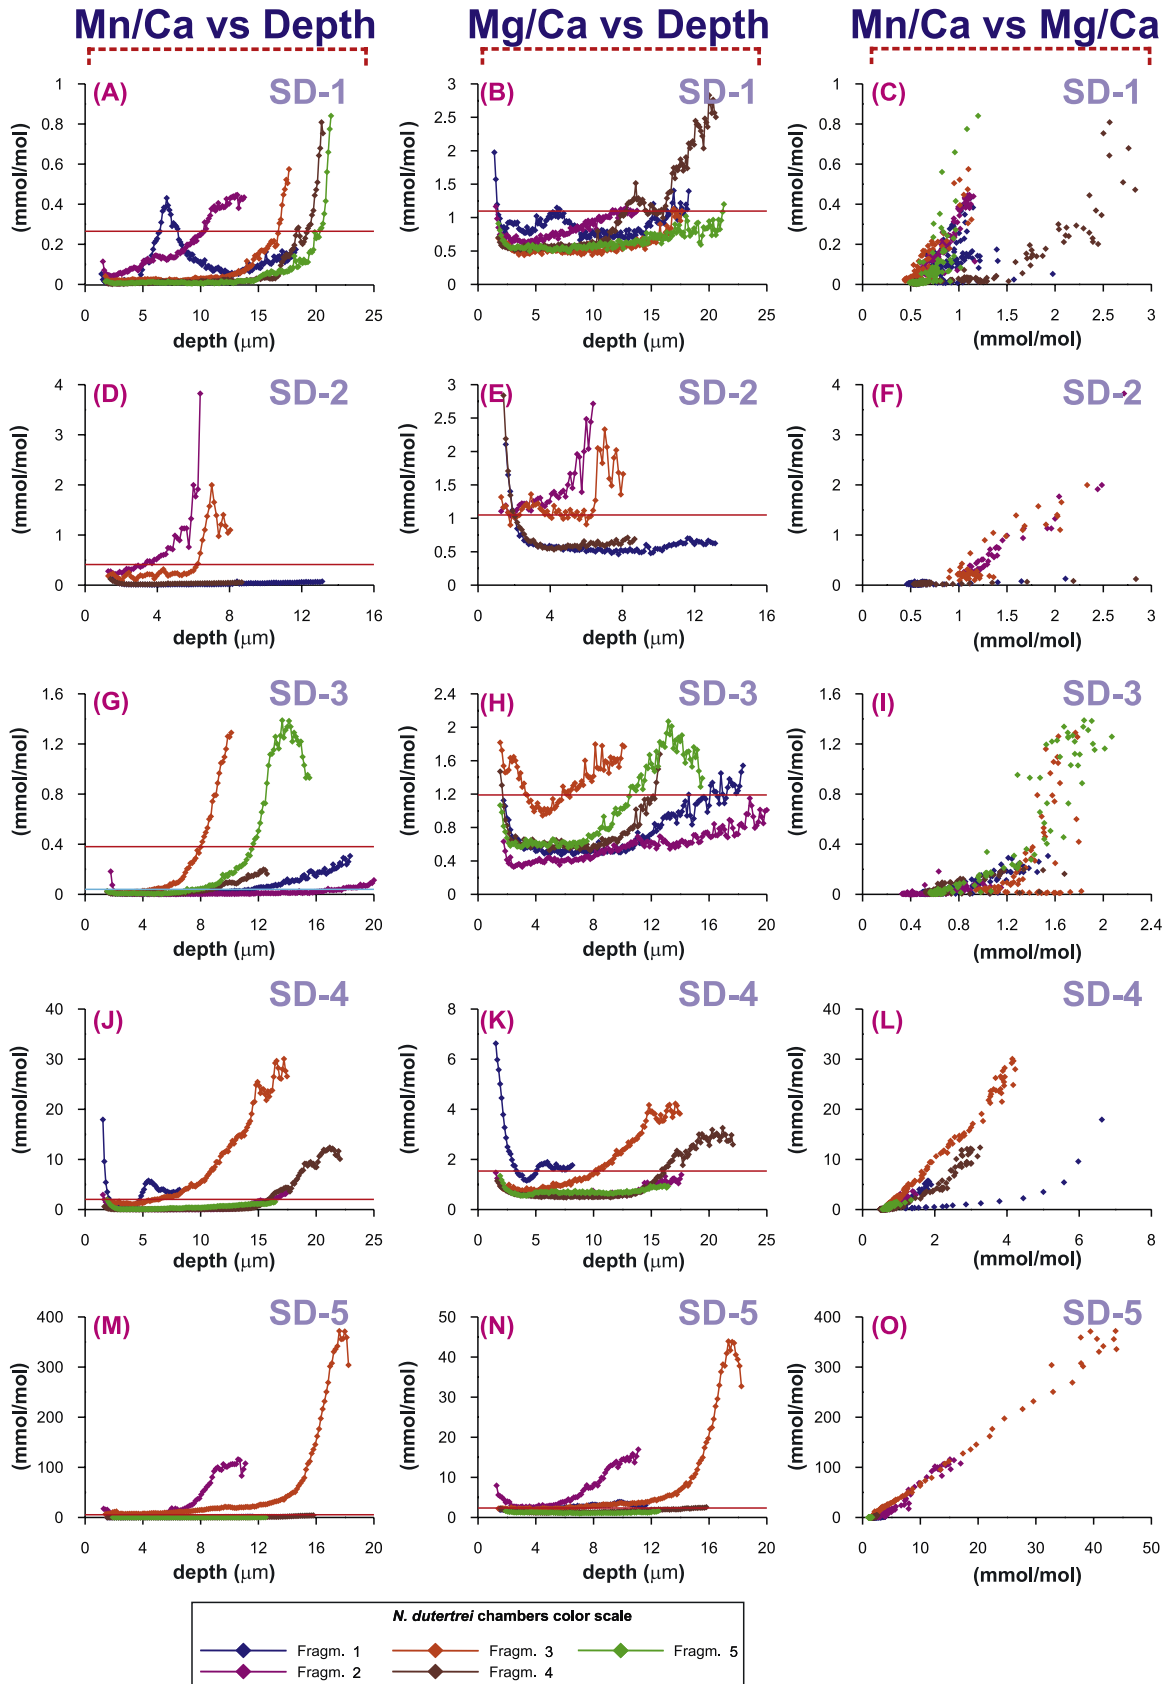 Mn/Ca vs Depth
Mg/Ca vs Depth
Mn/Ca vs Mg/Ca
(A) SD-1
(mmol/mol)
1
0.8
0.6
0.4
0.2
0
0 5 10 15 20 25
depth (μm)
(B) SD-1
(mmol/mol)
3
2.5
2
1.5
1
0.5
0
0 5 10 15 20 25
depth (μm)
(C) SD-1
(mmol/mol)
1
0.8
0.6
0.4
0.2
0
0 0.5 1 1.5 2 2.5 3
(mmol/mol)
(D) SD-2
(mmol/mol)
4
3
2
1
0
0 4 8 12 16
depth (μm)
(E) SD-2
(mmol/mol)
3
2.5
2
1.5
1
0.5
0
0 4 8 12 16
depth (μm)
(F) SD-2
(mmol/mol)
4
3
2
1
0
0 0.5 1 1.5 2 2.5 3
(mmol/mol)
(G) SD-3
(mmol/mol)
1.6
1.2
0.8
0.4
0
0 4 8 12 16 20
depth (μm)
(H) SD-3
(mmol/mol)
2.4
2
1.6
1.2
0.8
0.4
0
0 4 8 12 16 20
depth (μm)
(I) SD-3
(mmol/mol)
1.6
1.2
0.8
0.4
0
0 0.4 0.8 1.2 1.6 2 2.4
(mmol/mol)
(J) SD-4
(mmol/mol)
40
30
20
10
0
0 5 10 15 20 25
depth (μm)
(K) SD-4
(mmol/mol)
8
6
4
2
0
0 5 10 15 20 25
depth (μm)
(L) SD-4
(mmol/mol)
40
30
20
10
0
0 2 4 6 8
(mmol/mol)
(M) SD-5
(mmol/mol)
400
300
200
100
0
0 4 8 12 16 20
depth (μm)
(N) SD-5
(mmol/mol)
50
40
30
20
10
0
0 4 8 12 16 20
depth (μm)
(O) SD-5
(mmol/mol)
400
300
200
100
0
0 10 20 30 40 50
(mmol/mol)
N. dutertrei chambers color scale
Fragm. 1
Fragm. 3
Fragm. 5
Fragm. 2
Fragm. 4